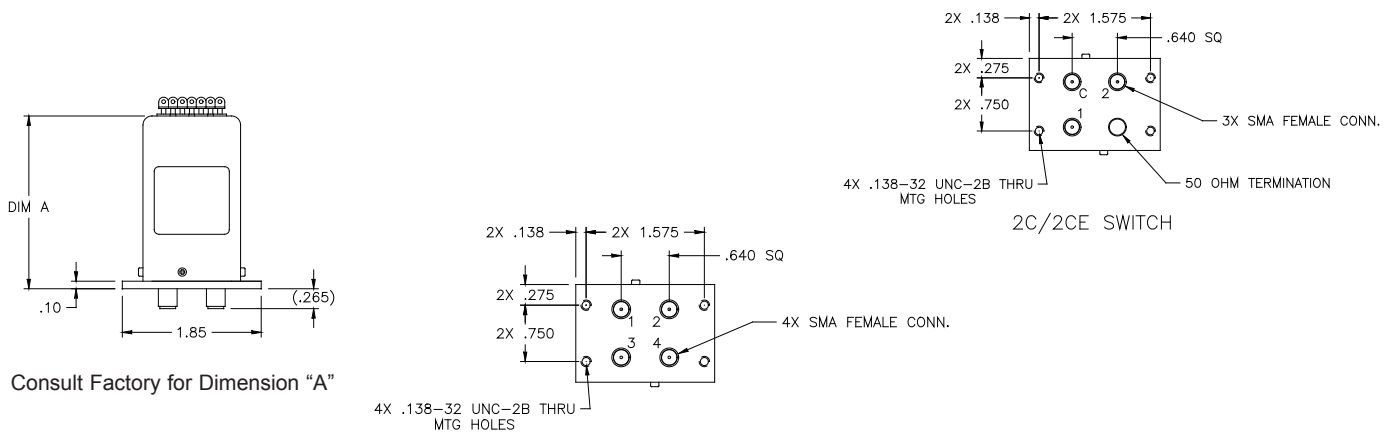 DIM A
.10
(.265)
1.85
Consult Factory for Dimension “A”
2X .138
2X 1.575
.640 SQ
2X .275
2X .750
1 2
3 4
4X SMA FEMALE CONN.
4X .138-32 UNC-2B THRU
MTG HOLES
2X .138
2X 1.575
.640 SQ
2X .275
2X .750
C 2
1
3X SMA FEMALE CONN.
4X .138-32 UNC-2B THRU
MTG HOLES
50 OHM TERMINATION
2C/2CE SWITCH